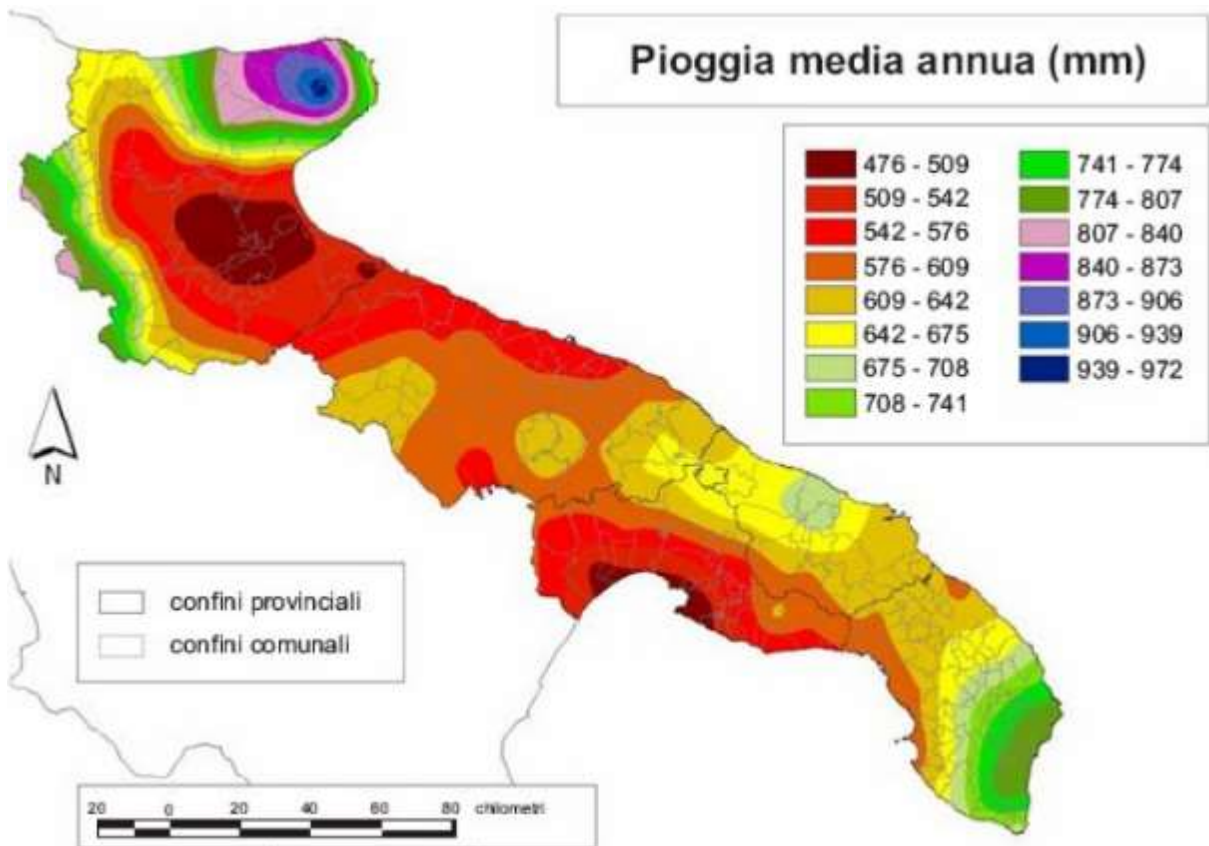 Pioggia media annua (mm)
476 - 509
509 - 542
542 - 576
576 - 609
609 - 642
642 - 675
675 - 708
708 - 741
741 - 774
774 - 807
807 - 840
840 - 873
873 - 906
906 - 939
939 - 972
N
confini provinciali
confini comunali
20 0 20 40 60 80 chilometri